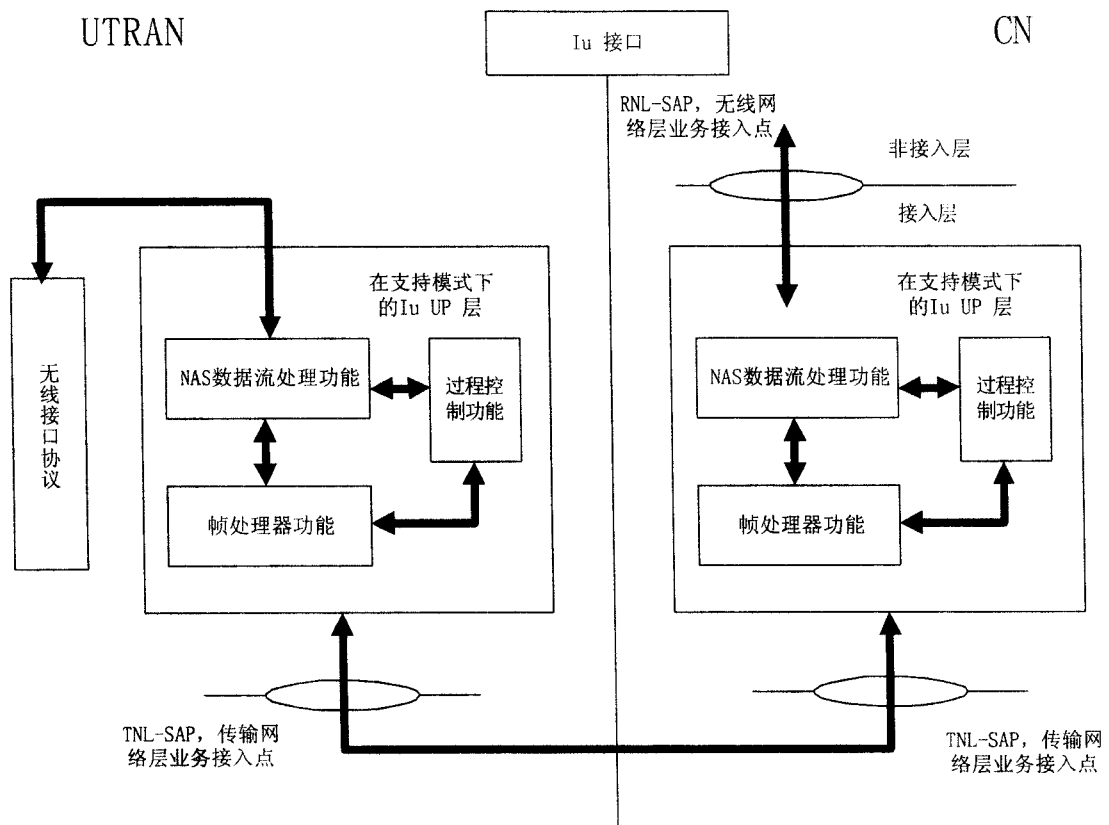 UTRAN
Iu 接口
CN
RNL-SAP，无线网
络层业务接入点
非接入层
接入层
在支持模式下
的Iu UP 层
NAS数据流处理功能
过程控
制功能
帧处理器功能
无线接口协议
在支持模式下
的Iu UP 层
NAS数据流处理功能
过程控
制功能
帧处理器功能
TNL-SAP，传输网
络层业务接入点
TNL-SAP，传输网
络层业务接入点